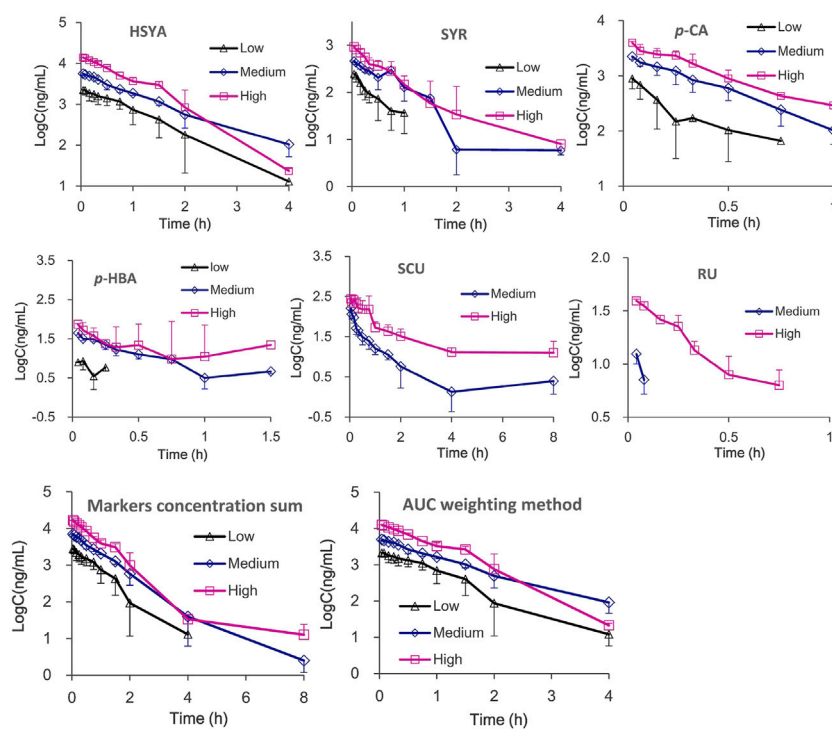 HSYA
5
4
3
2
1
0
1
2
3
4
LogC(ng/mL)
Time (h)
Low
Medium
High
SYR
3
2
1
0
0
1
2
3
4
LogC(ng/mL)
Time (h)
Low
Medium
High
p-CA
4
3
2
1
0
0.5
1
LogC(ng/mL)
Time (h)
Low
Medium
High
p-HBA
3.5
2.5
1.5
0.5
-0.5
0
0.5
1
1.5
LogC(ng/mL)
Time (h)
low
Medium
High
SCU
3.5
2.5
1.5
0.5
-0.5
0
2
4
6
8
LogC(ng/mL)
Time (h)
Medium
High
RU
2.0
1.5
1.0
0.5
0
0.5
1
LogC(ng/mL)
Time (h)
Medium
High
Markers concentration sum
5
4
3
2
1
0
0
2
4
6
8
LogC(ng/mL)
Time (h)
Low
Medium
High
AUC weighting method
5
4
3
2
1
0
0
1
2
3
4
LogC(ng/mL)
Time (h)
Low
Medium
High